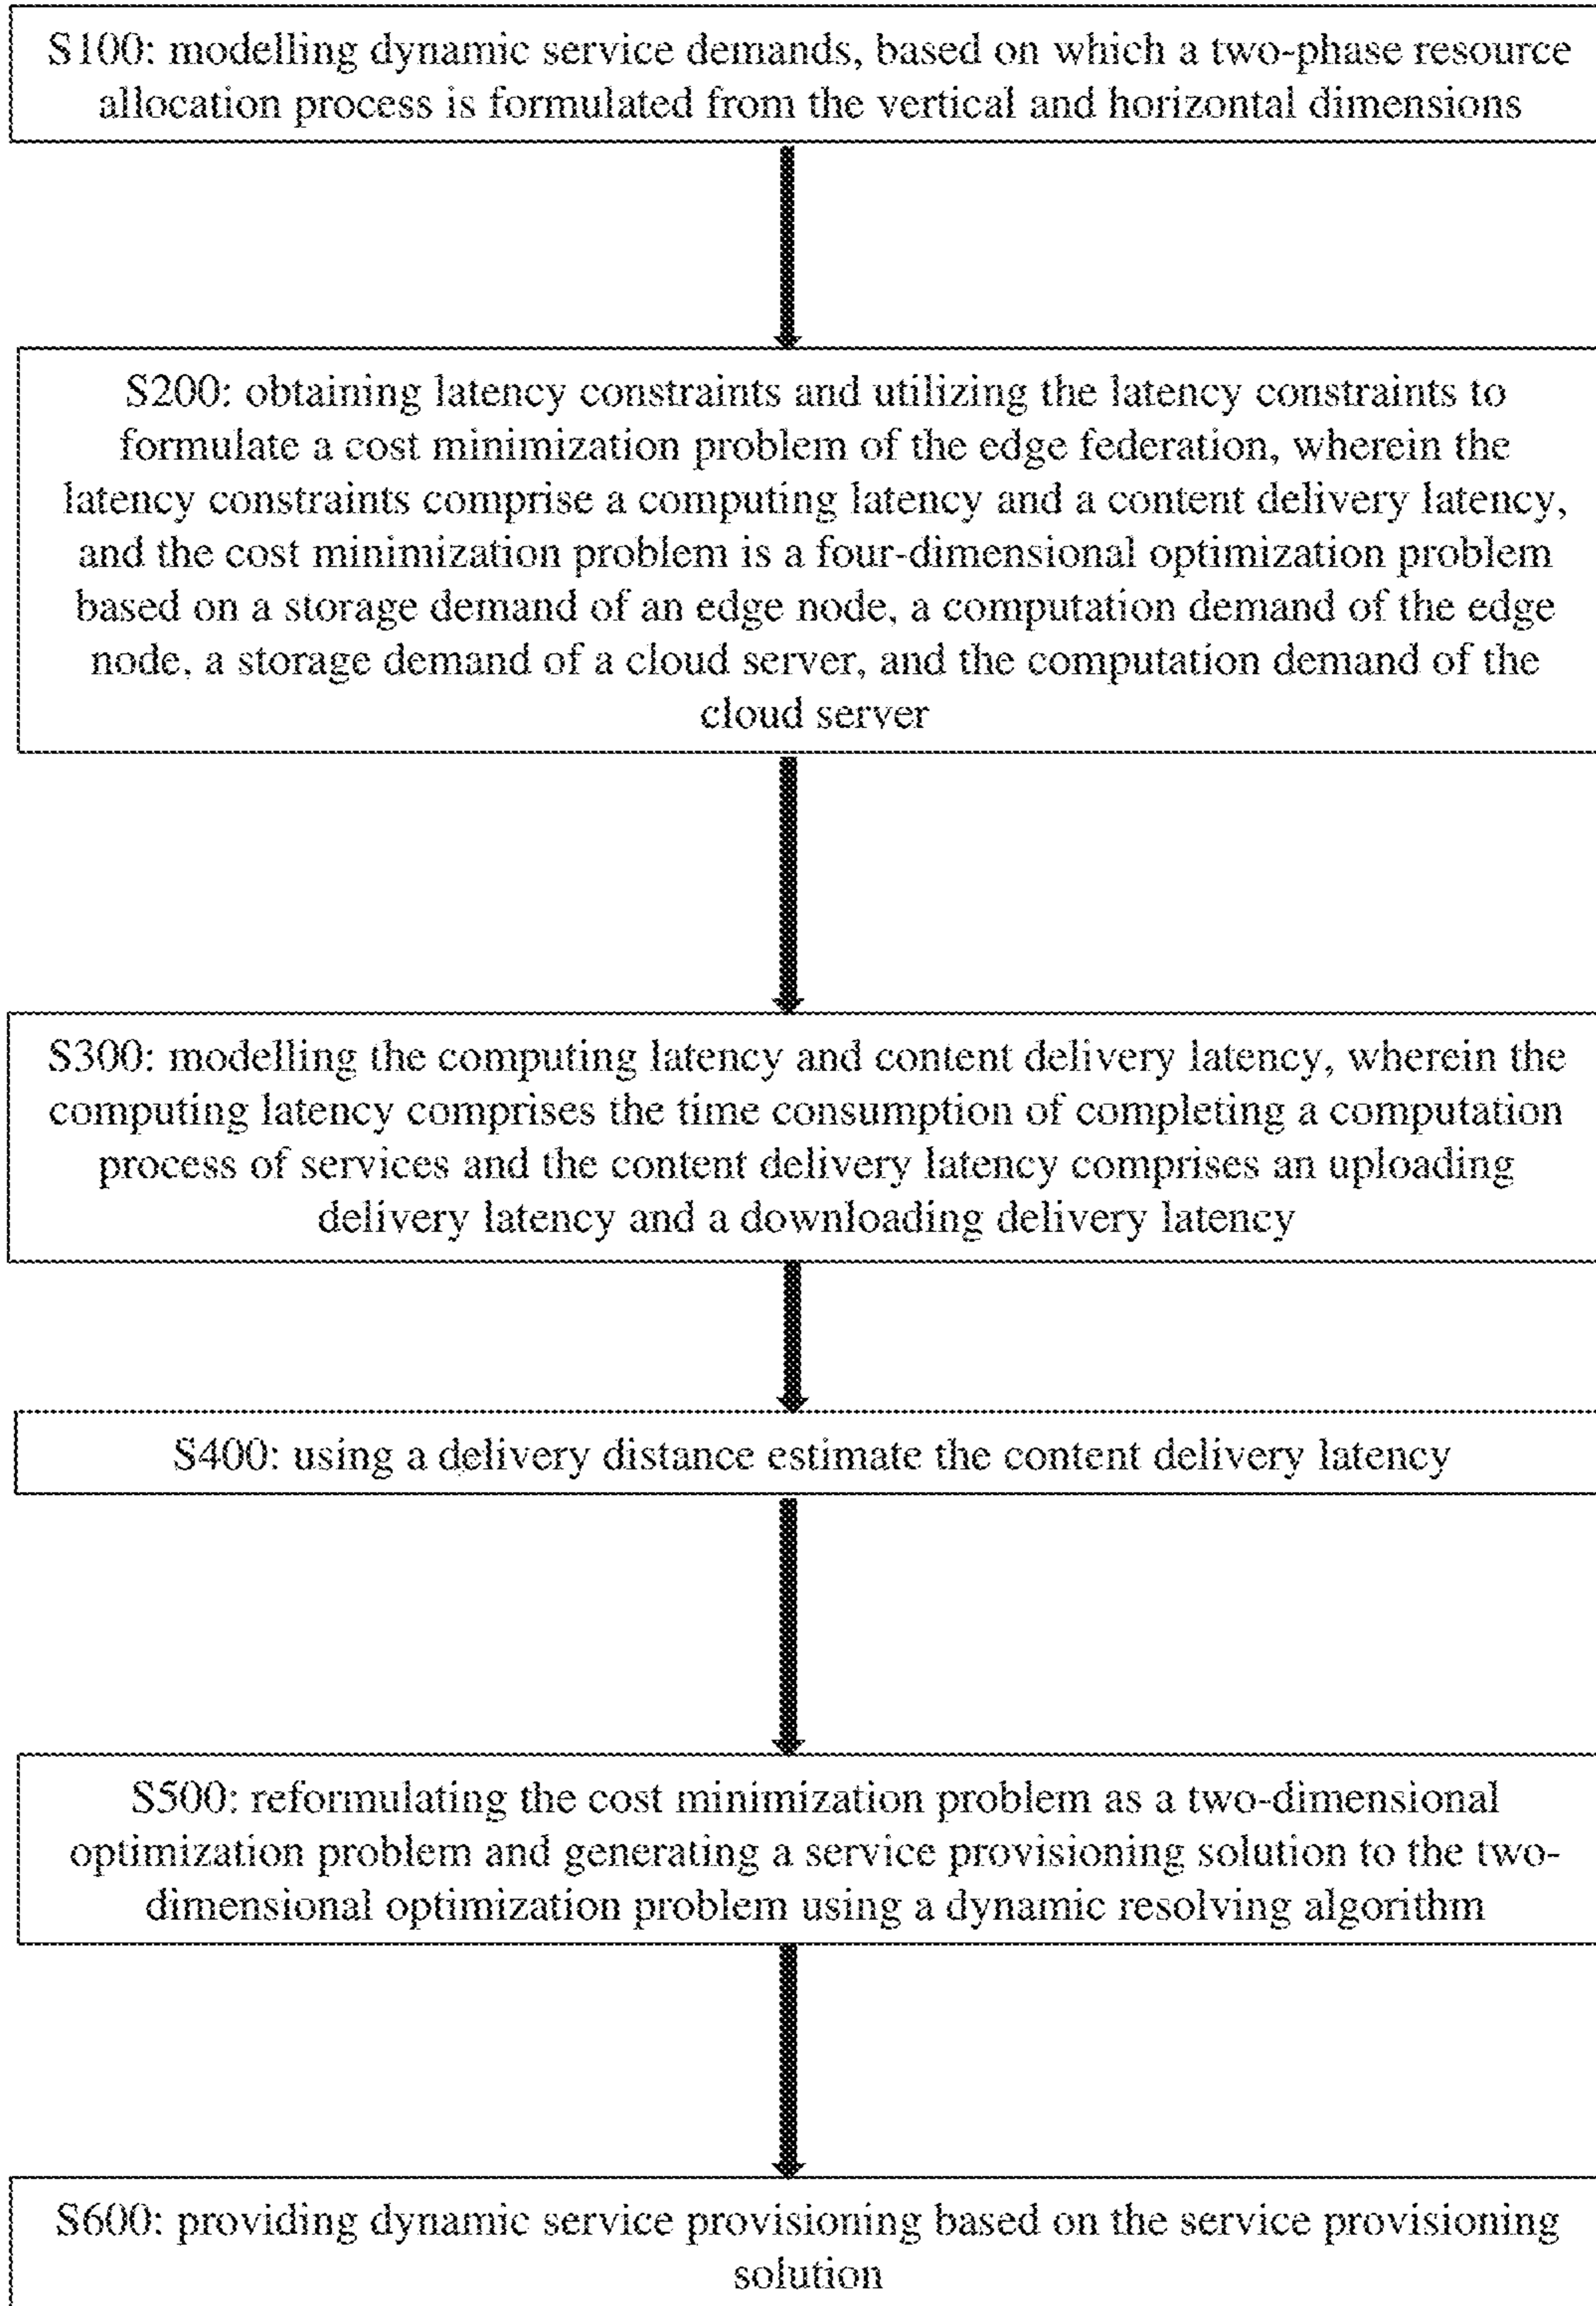 S100: modelling dynamic service demands, based on which a two-phase resource
allocation process is formulated from the vertical and horizontal dimensions
S200: obtaining latency constraints and utilizing the latency constraints to
formulate a cost minimization problem of the edge federation, wherein the
latency constraints comprise a computing latency and a content delivery latency,
and the cost minimization problem is a four-dimensional optimization problem
based on a storage demand of an edge node, a computation demand of the edge
node, a storage demand of a cloud server, and the computation demand of the
cloud server
S300: modelling the computing latency and content delivery latency, wherein the
computing latency comprises the time consumption of completing a computation
process of services and the content delivery latency comprises an uploading
delivery latency and a downloading delivery latency
S400: using a delivery distance estimate the content delivery latency
S500: reformulating the cost minimization problem as a two-dimensional
optimization problem and generating a service provisioning solution to the two-
dimensional optimization problem using a dynamic resolving algorithm
S600: providing dynamic service provisioning based on the service provisioning
solution